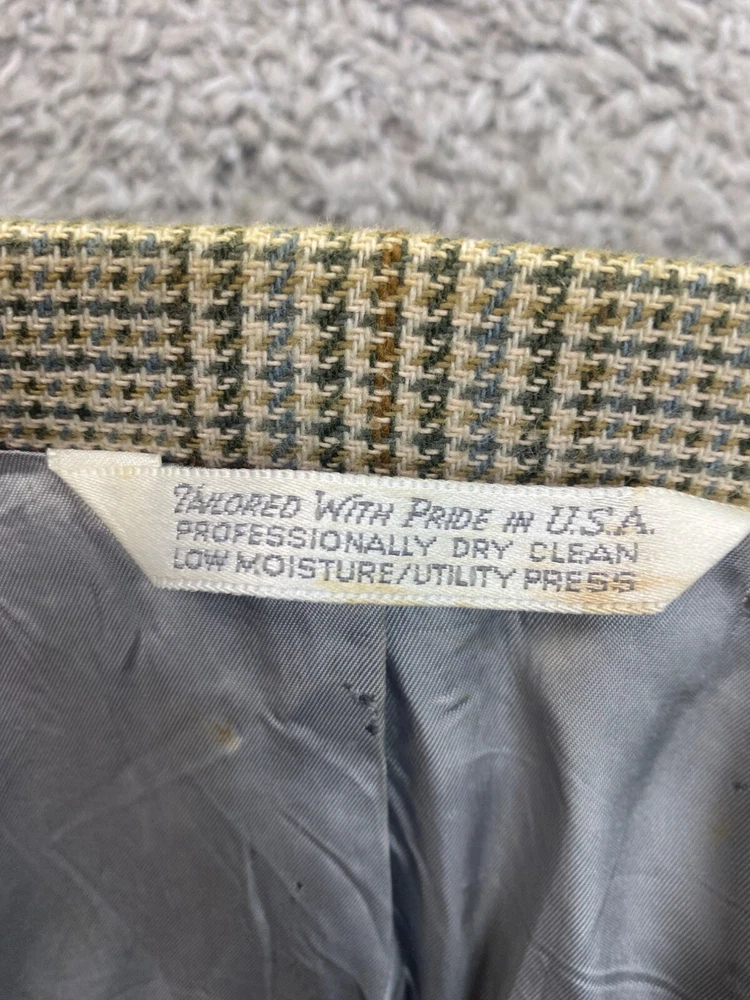 TAILORED WITH PRIDE IN U.S.A.
PROFESSIONALLY DRY CLEAN
LOW MOISTURE/UTILITY PRESS